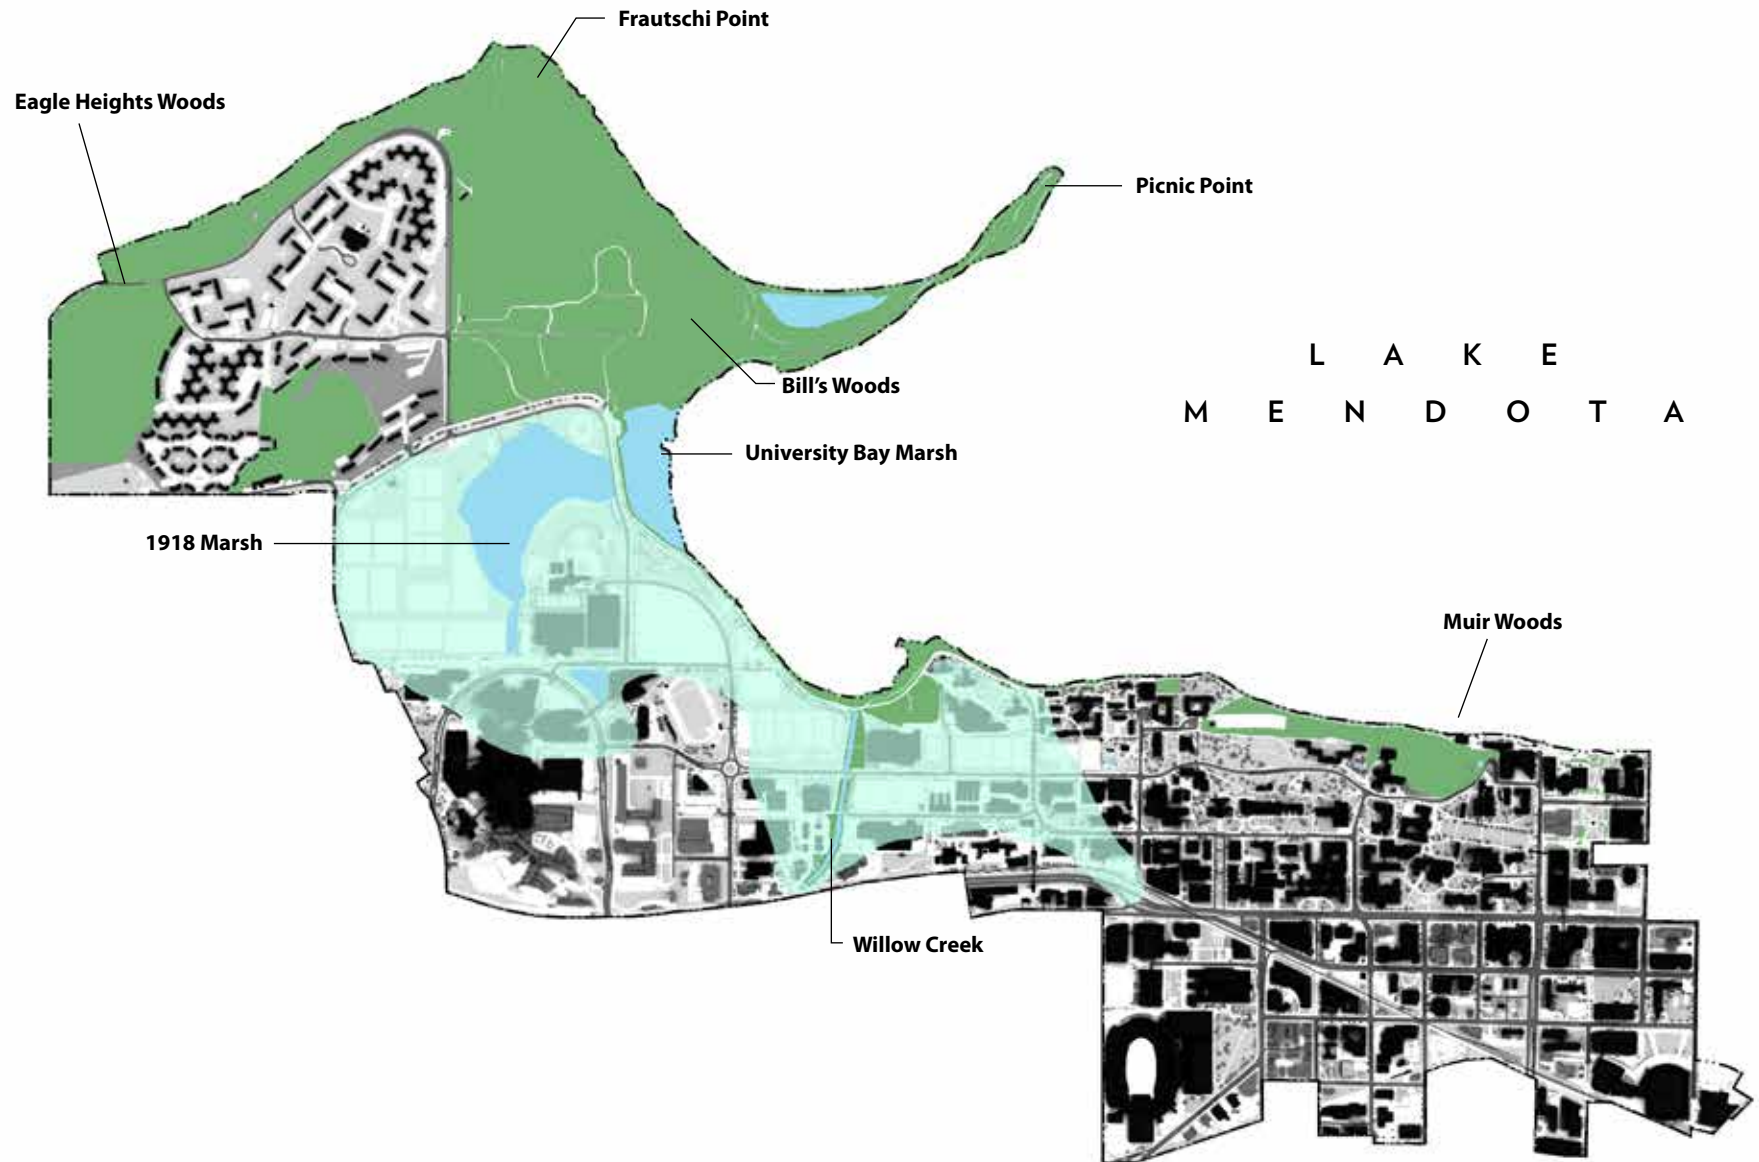 Frautschi Point
Eagle Heights Woods
Picnic Point
L A K E
M E N D O T A
Bill's Woods
University Bay Marsh
1918 Marsh
Muir Woods
Willow Creek